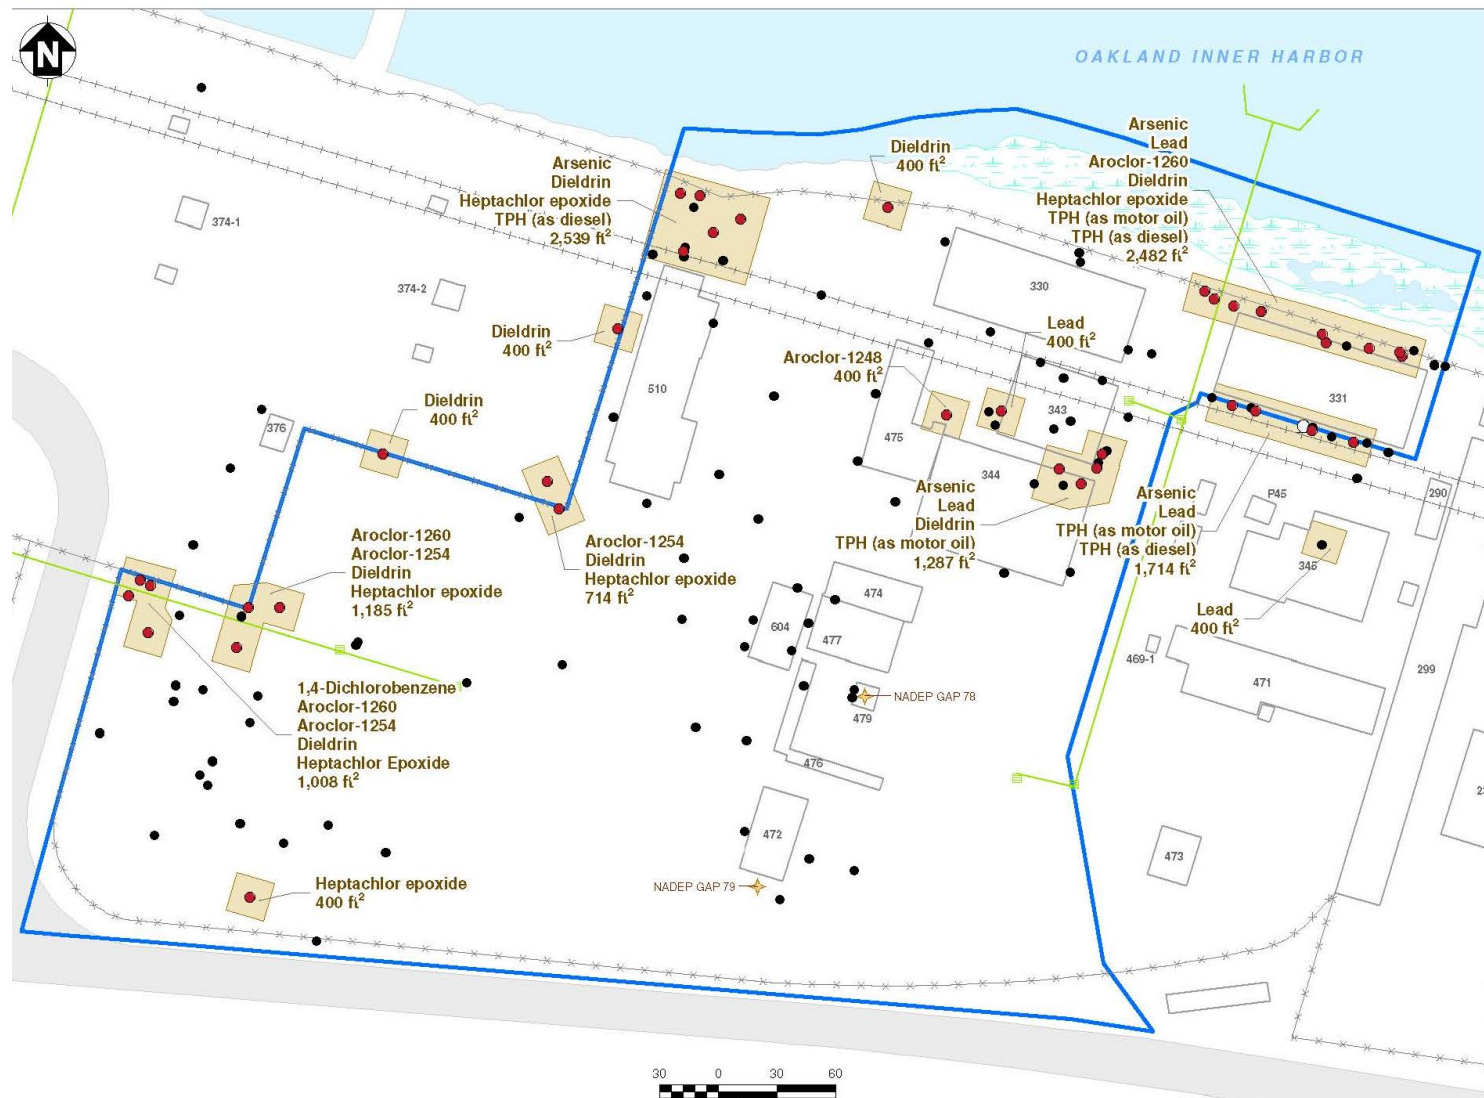 N
OAKLAND INNER HARBOR
Arsenic
Lead
Aroclor-1260
Dieldrin
Heptachlor epoxide
TPH (as motor oil)
TPH (as diesel)
2,482 ft²
Dieldrin
400 ft²
Arsenic
Dieldrin
Heptachlor epoxide
TPH (as diesel)
2,539 ft²
374-1
374-2
330
Dieldrin
400 ft²
Lead
400 ft²
Aroclor-1248
400 ft²
510
331
343
Dieldrin
400 ft²
376
475
344
Arsenic
Lead
Dieldrin
TPH (as motor oil)
1,287 ft²
Arsenic
Lead
TPH (as motor oil)
TPH (as diesel)
1,714 ft²
P45
290
345
Aroclor-1260
Aroclor-1254
Dieldrin
Heptachlor epoxide
1,185 ft²
Aroclor-1254
Dieldrin
Heptachlor epoxide
714 ft²
474
604
477
Lead
400 ft²
469-1
299
471
1,4-Dichlorobenzene
Aroclor-1260
Aroclor-1254
Dieldrin
Heptachlor Epoxide
1,008 ft²
NADEP GAP 78
479
476
472
473
Heptachlor epoxide
400 ft²
NADEP GAP 79
30 0 30 60